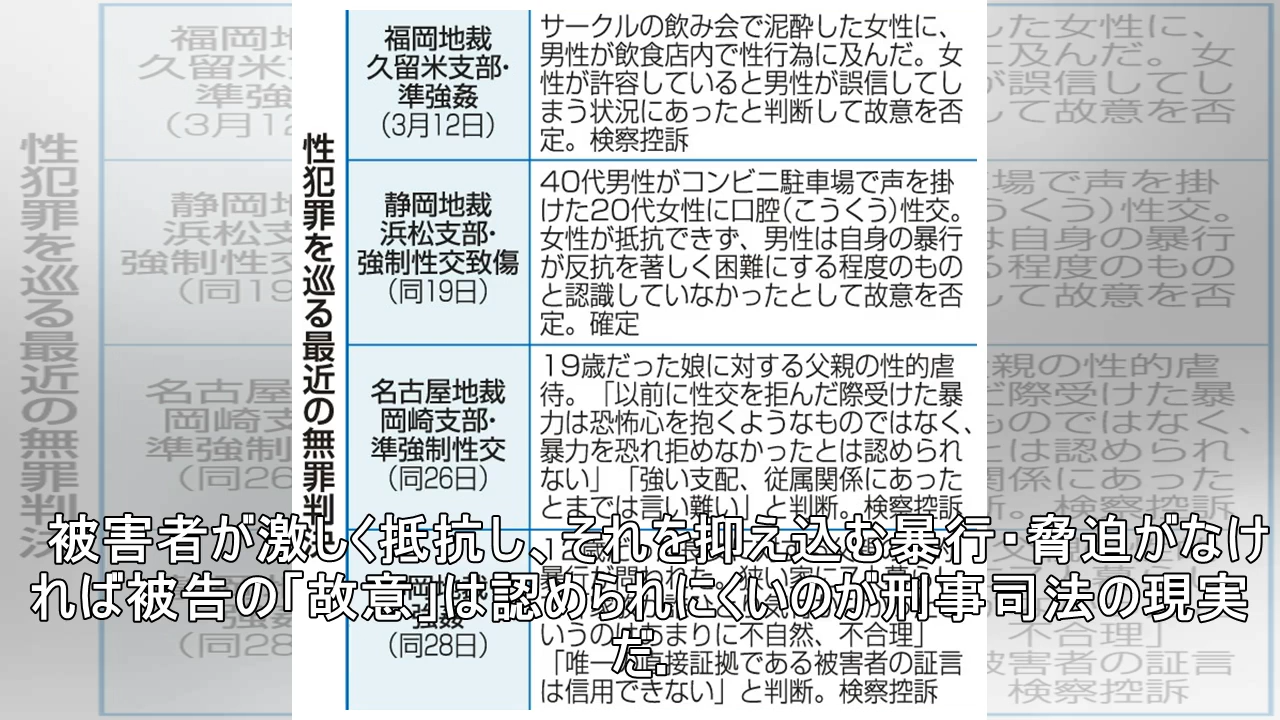 性犯罪を巡る最近の無罪判決
福岡地裁
久留米支部・
準強姦
（3月12日）
サークルの飲み会で泥酔した女性に、
男性が飲食店内で性行為に及んだ。女
性が許容していると男性が誤信してし
まう状況にあったと判断して故意を否
定。検察控訴
静岡地裁
浜松支部・
強制性交致傷
（同19日）
40代男性がコンビニ駐車場で声を掛
けた20代女性に口腔（こうくう）性交。
女性が抵抗できず、男性は自身の暴行
が反抗を著しく困難にする程度のもの
と認識していなかったとして故意を否
定。確定
名古屋地裁
岡崎支部・
準強制性交
（同26日）
19歳だった娘に対する父親の性的虐
待。「以前に性交を拒んだ際受けた暴
力は恐怖心を抱くようなものではなく、
暴力を恐れ拒めなかったとは認められ
ない」「強い支配、従属関係にあった
とまでは言い難い」と判断。検察控訴
岡地裁
強姦
（同28日）
いうのはあまりに不自然、不合理」
「唯一の直接証拠である被害者の証言
は信用できない」と判断。検察控訴
被害者が激しく抵抗し、それを抑え込む暴行・脅迫がなけ
れば被告の「故意」は認められにくいのが刑事司法の現実
だ。